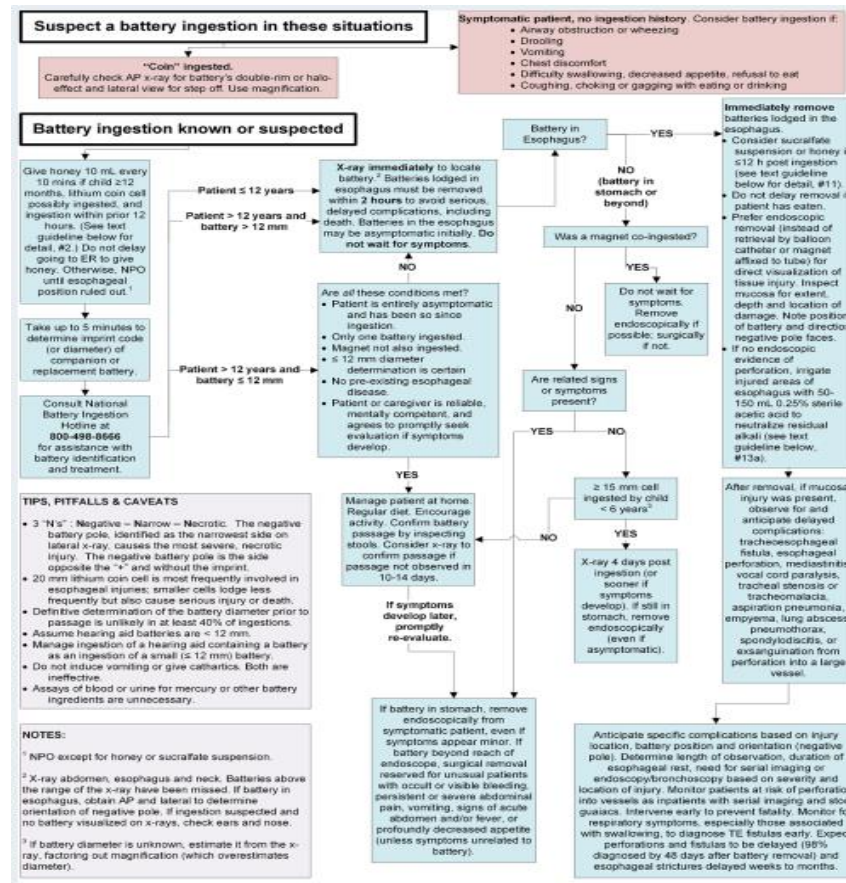 Suspect a battery ingestion in these situations
Symptomatic patient, no ingestion history. Consider battery ingestion if:
• Airway obstruction or wheezing
• Drooling
• Vomiting
• Chest discomfort
• Difficulty swallowing, decreased appetite, refusal to eat
• Coughing, choking or gagging with eating or drinking
"Coin" ingested.
Carefully check AP x-ray for battery's double-rim or halo-
effect and lateral view for step off. Use magnification.
Battery ingestion known or suspected
Give honey 10 mL every
10 mins if child ≥12
months, lithium coin cell
possibly ingested, and
ingestion within prior 12
hours. (See text
guideline below for
detail, #2.) Do not delay
going to ER to give
honey. Otherwise, NPO
until esophageal
position ruled out.1
Take up to 5 minutes to
determine imprint code
(or diameter) of
companion or
replacement battery.
Consult National
Battery Ingestion
Hotline at
800-498-8666
for assistance with
battery identification
and treatment.
Patient ≤ 12 years
Patient > 12 years and
battery > 12 mm
Patient > 12 years and
battery ≤ 12 mm
X-ray immediately to locate
battery.2 Batteries lodged in
esophagus must be removed
within 2 hours to avoid serious,
delayed complications, including
death. Batteries in the esophagus
may be asymptomatic initially. Do
not wait for symptoms.
NO
Are all these conditions met?
• Patient is entirely asymptomatic
and has been so since
ingestion.
• Only one battery ingested.
• Magnet not also ingested.
• ≤ 12 mm diameter
determination is certain
• No pre-existing esophageal
disease.
• Patient or caregiver is reliable,
mentally competent, and
agrees to promptly seek
evaluation if symptoms
develop.
YES
Manage patient at home.
Regular diet. Encourage
activity. Confirm battery
passage by inspecting
stools. Consider x-ray to
confirm passage if
passage not observed in
10-14 days.
If symptoms
develop later,
promptly
re-evaluate.
If battery in stomach, remove
endoscopically from
symptomatic patient, even if
symptoms appear minor. If
battery beyond reach of
endoscope, surgical removal
reserved for unusual patients
with occult or visible bleeding,
persistent or severe abdominal
pain, vomiting, signs of acute
abdomen and/or fever, or
profoundly decreased appetite
(unless symptoms unrelated to
battery).
Battery in
Esophagus?
YES
NO
(battery in
stomach or
beyond)
Was a magnet co-ingested?
YES
Do not wait for
symptoms.
Remove
endoscopically if
possible; surgically
if not.
NO
Are related signs
or symptoms
present?
YES
NO
≥ 15 mm cell
ingested by child
< 6 years3
NO
YES
X-ray 4 days post
ingestion (or
sooner if
symptoms
develop). If still in
stomach, remove
endoscopically
(even if
asymptomatic).
Immediately remove
batteries lodged in the
esophagus.
• Consider sucralfate
suspension or honey i
≤12 h post ingestion
(see text guideline
below for detail, #11).
• Do not delay removal i
patient has eaten.
• Prefer endoscopic
removal (instead of
retrieval by balloon
catheter or magnet
affixed to tube) for
direct visualization of
tissue injury. Inspect
mucosa for extent,
depth and location of
damage. Note position
of battery and direction
negative pole faces.
• If no endoscopic
evidence of
perforation, irrigate
injured areas of
esophagus with 50-
150 mL 0.25% sterile
acetic acid to
neutralize residual
alkali (see text
guideline below,
#13a).
After removal, if mucosa
injury was present,
observe for and
anticipate delayed
complications:
tracheoesophageal
fistula, esophageal
perforation, mediastinitis
vocal cord paralysis,
tracheal stenosis or
tracheomalacia,
aspiration pneumonia,
empyema, lung abscess
pneumothorax,
spondylodiscitis, or
exsanguination from
perforation into a large
vessel.
Anticipate specific complications based on injury
location, battery position and orientation (negative
pole). Determine length of observation, duration of
esophageal rest, need for serial imaging or
endoscopy/bronchoscopy based on severity and
location of injury. Monitor patients at risk of perforatio
into vessels as inpatients with serial imaging and stoo
guaiacs. Intervene early to prevent fatality. Monitor fo
respiratory symptoms, especially those associated
with swallowing, to diagnose TE fistulas early. Expec
perforations and fistulas to be delayed (98%
diagnosed by 48 days after battery removal) and
esophageal strictures delayed weeks to months.
TIPS, PITFALLS & CAVEATS
• 3 "N's" : Negative – Narrow – Necrotic. The negative
battery pole, identified as the narrowest side on
lateral x-ray, causes the most severe, necrotic
injury. The negative battery pole is the side
opposite the "+" and without the imprint.
• 20 mm lithium coin cell is most frequently involved in
esophageal injuries; smaller cells lodge less
frequently but also cause serious injury or death.
• Definitive determination of the battery diameter prior to
passage is unlikely in at least 40% of ingestions.
• Assume hearing aid batteries are < 12 mm.
• Manage ingestion of a hearing aid containing a battery
as an ingestion of a small (≤ 12 mm) battery.
• Do not induce vomiting or give cathartics. Both are
ineffective.
• Assays of blood or urine for mercury or other battery
ingredients are unnecessary.
NOTES:
1 NPO except for honey or sucralfate suspension.
2 X-ray abdomen, esophagus and neck. Batteries above
the range of the x-ray have been missed. If battery in
esophagus, obtain AP and lateral to determine
orientation of negative pole. If ingestion suspected and
no battery visualized on x-rays, check ears and nose.
3 If battery diameter is unknown, estimate it from the x-
ray, factoring out magnification (which overestimates
diameter).